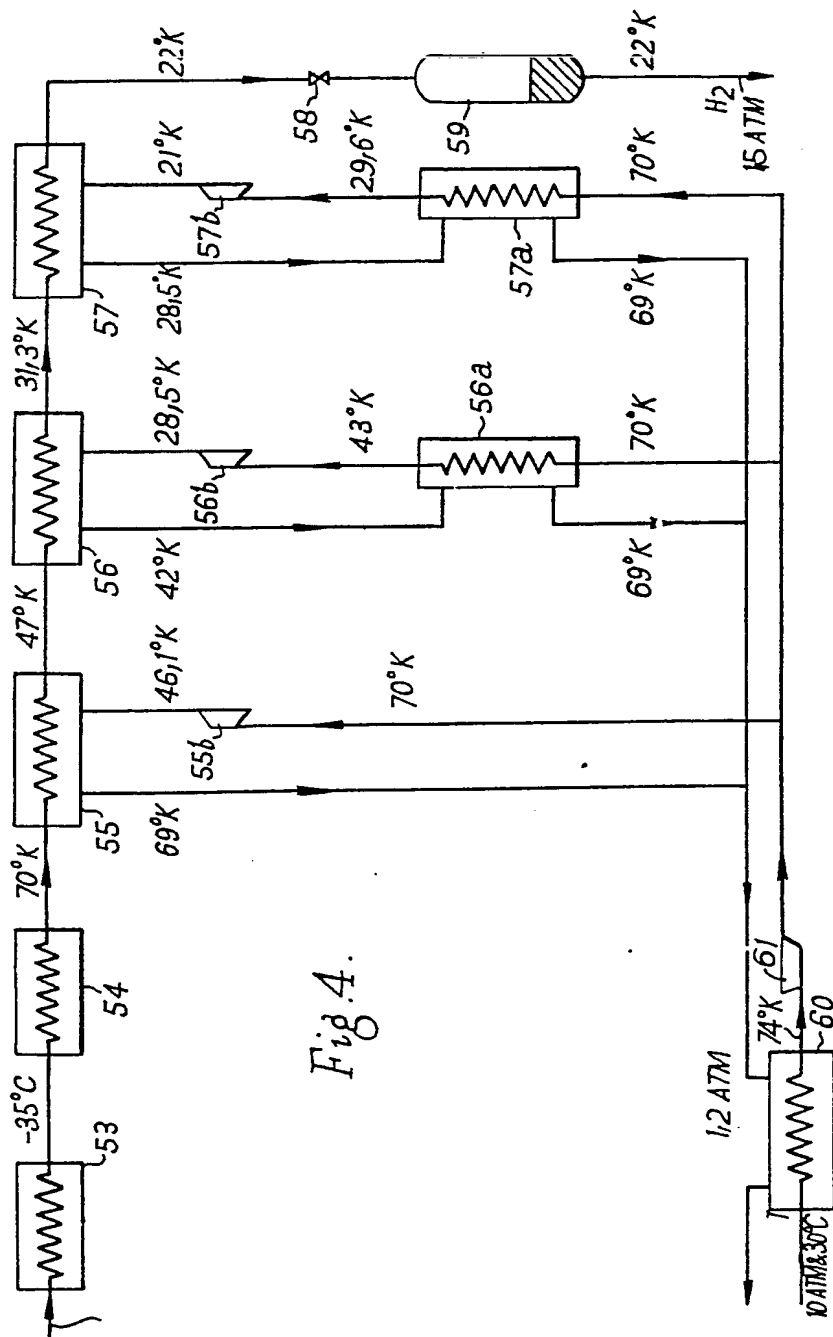 53
-35°C
54
70°K
55
69°K
46,1°K
55b
70°K
47°K
56
42°K
28,5°K
56b
43°K
56a
70°K
69°K
31,3°K
57
28,5°K
21°K
57b
29,6°K
57a
70°K
69°K
22°K
58
59
22°K
H2
15 ATM
Fig.4.
10 ATM&30°C
1,2 ATM
60
74°K
61